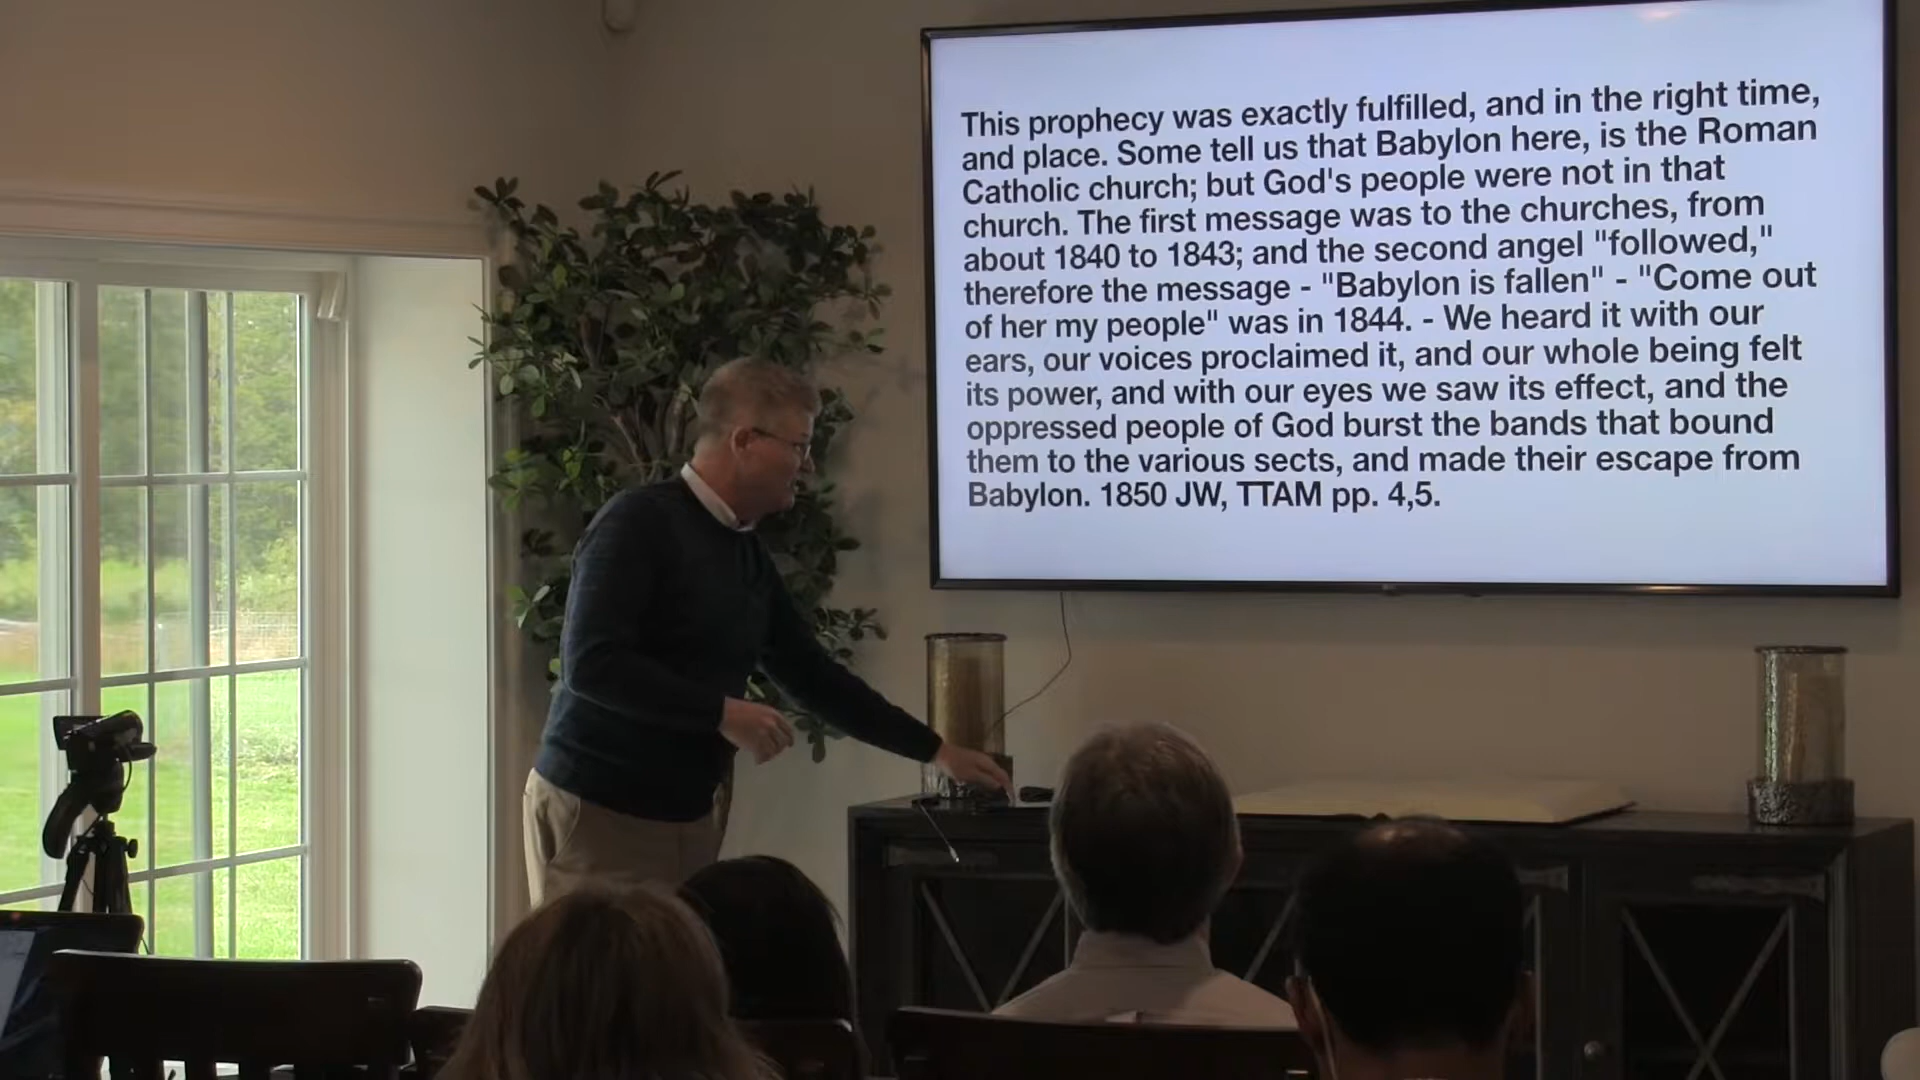 This prophecy was exactly fulfilled, and in the right time,
and place. Some tell us that Babylon here, is the Roman
Catholic church; but God's people were not in that
church. The first message was to the churches, from
about 1840 to 1843; and the second angel "followed,"
therefore the message - "Babylon is fallen" - "Come out
of her my people" was in 1844. - We heard it with our
ears, our voices proclaimed it, and our whole being felt
its power, and with our eyes we saw its effect, and the
oppressed people of God burst the bands that bound
them to the various sects, and made their escape from
Babylon. 1850 JW, TTAM pp. 4,5.